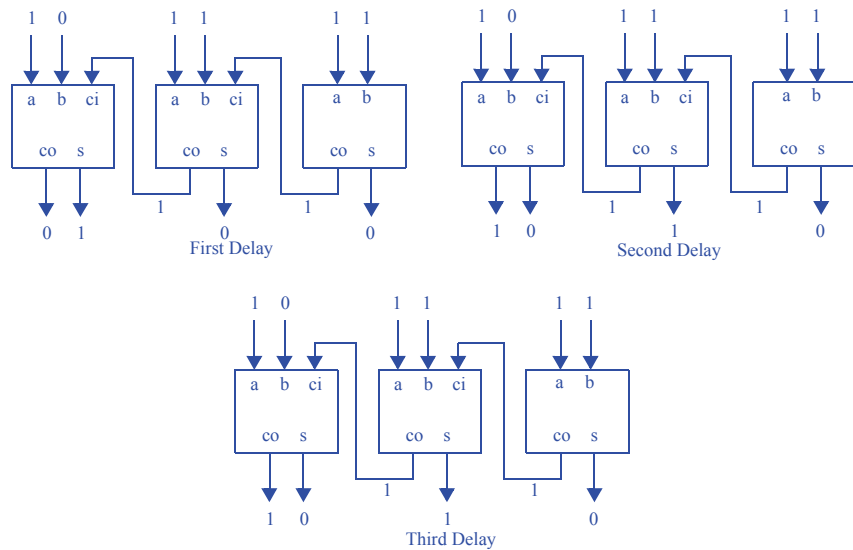 1 0 1 1 1 1
a b ci a b ci a b
co s co s co s
1 1
0 1 0 0
First Delay
1 0 1 1 1 1
a b ci a b ci a b
co s co s co s
1 1
1 0 1 0
Second Delay
1 0 1 1 1 1
a b ci a b ci a b
co s co s co s
1 1
1 0 1 0
Third Delay